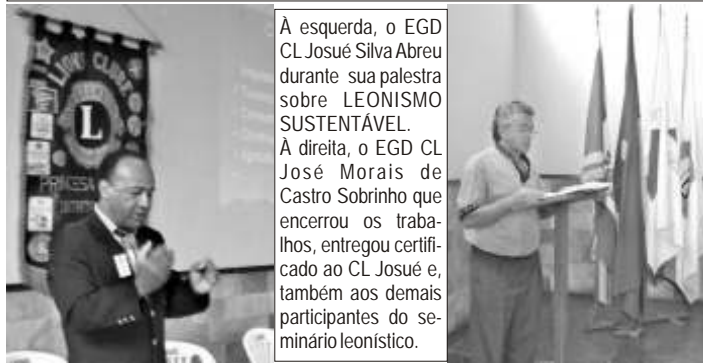 LIONS CLUBE
L
PRINCESA
À esquerda, o EGD
CL Josué Silva Abreu
durante sua palestra
sobre LEONISMO
SUSTENTÁVEL.
À direita, o EGD CL
José Morais de
Castro Sobrinho que
encerrou os traba-
lhos, entregou certifi-
cado ao CL Josué e,
também aos demais
participantes do se-
minário leonístico.